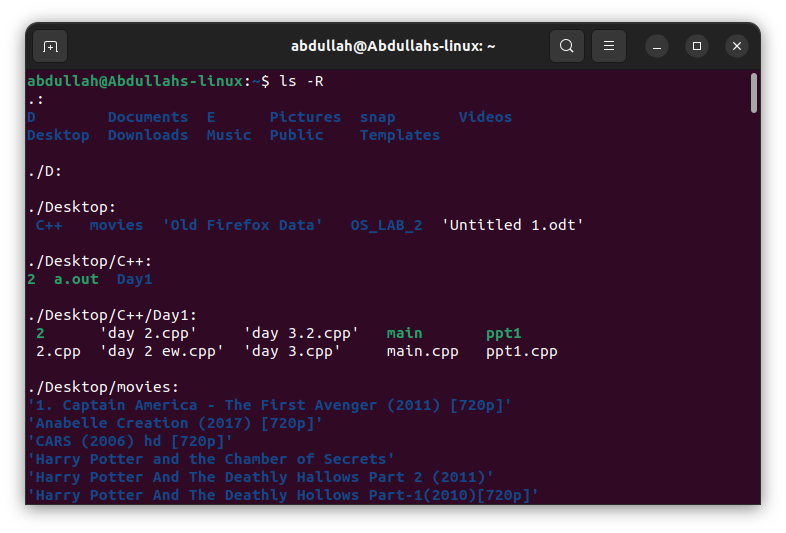 abdullah@Abdullahs-linux: ~
abdullah@Abdullahs-linux:~$ ls -R
.:
D        Documents  E      Pictures  snap       Videos
Desktop  Downloads  Music  Public    Templates
./D:
./Desktop:
 C++   movies  'Old Firefox Data'   OS_LAB_2  'Untitled 1.odt'
./Desktop/C++:
2  a.out  Day1
./Desktop/C++/Day1:
 2      'day 2.cpp'     'day 3.2.cpp'   main       ppt1
 2.cpp  'day 2 ew.cpp'  'day 3.cpp'     main.cpp   ppt1.cpp
./Desktop/movies:
'1. Captain America - The First Avenger (2011) [720p]'
'Anabelle Creation (2017) [720p]'
'CARS (2006) hd [720p]'
'Harry Potter and the Chamber of Secrets'
'Harry Potter And The Deathly Hallows Part 2 (2011)'
'Harry Potter And The Deathly Hollows Part-1(2010)[720p]'